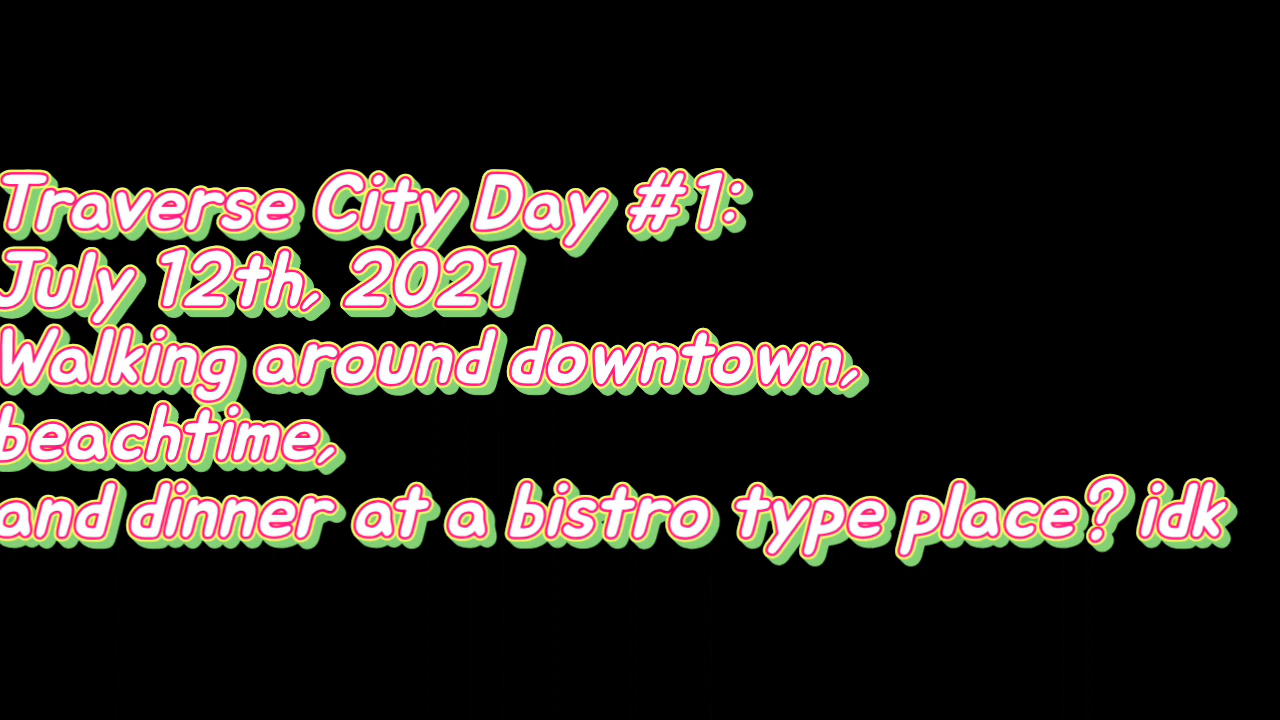 Traverse City Day #1:
July 12th, 2021
Walking around downtown,
beachtime,
and dinner at a bistro type place? idk